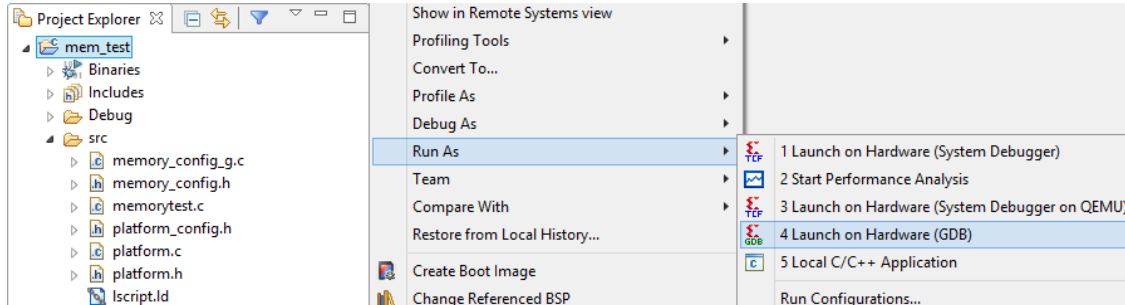 Project Explorer
mem_test
Binaries
Includes
Debug
src
memory_config_g.c
memory_config.h
memorytest.c
platform_config.h
platform.c
platform.h
lscript.ld
Show in Remote Systems view
Profiling Tools
Convert To...
Profile As
Debug As
Run As
Team
Compare With
Restore from Local History...
Create Boot Image
Change Referenced BSP
TCF 1 Launch on Hardware (System Debugger)
2 Start Performance Analysis
TCF 3 Launch on Hardware (System Debugger on QEMU)
GDB 4 Launch on Hardware (GDB)
c 5 Local C/C++ Application
Run Configurations...